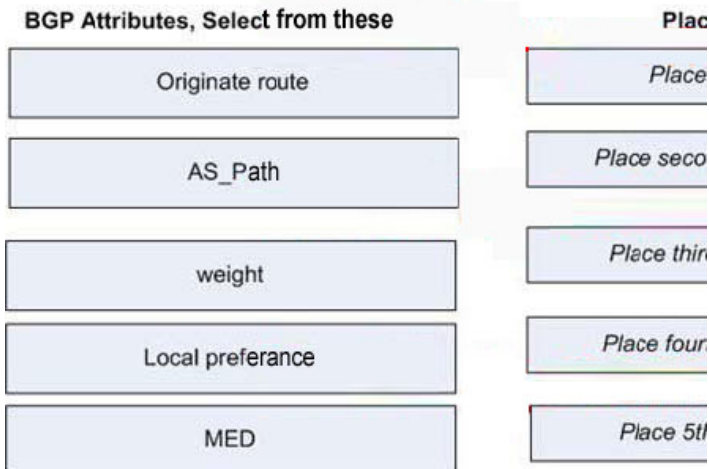 BGP Attributes, Select from these
Originate route
AS_Path
weight
Local preferance
MED
Plac
Place
Place seco
Place thir
Place four
Place 5th